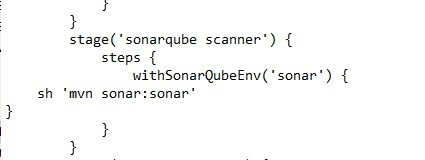 }
}
stage('sonarqube scanner') {
steps {
withSonarQubeEnv('sonar') {
sh 'mvn sonar:sonar'
}
}
}